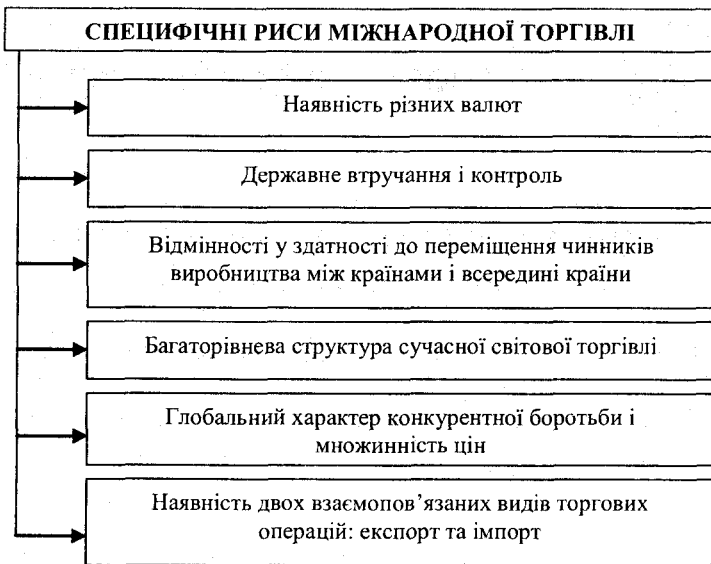 СПЕЦИФІЧНІ РИСИ МІЖНАРОДНОЇ ТОРГІВЛІ
Наявність різних валют
Державне втручання і контроль
Відмінності у здатності до переміщення чинників
виробництва між країнами і всередині країни
Багаторівнева структура сучасної світової торгівлі
Глобальний характер конкурентної боротьби і
множинність цін
Наявність двох взаємопов’язаних видів торгових
операцій: експорт та імпорт